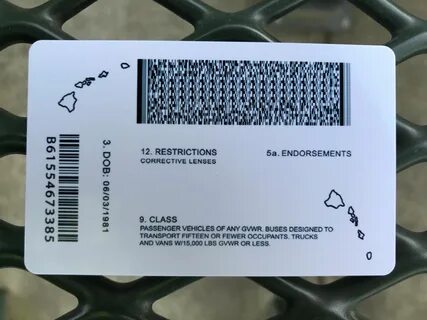 12. RESTRICTIONS
CORRECTIVE LENSES
5a. ENDORSEMENTS
3. DOB: 06/03/1981
B61554673385
9. CLASS
PASSENGER VEHICLES OF ANY GVWR. BUSES DESIGNED TO
TRANSPORT FIFTEEN OR FEWER OCCUPANTS. TRUCKS
AND VANS W/15,000 LBS GVWR OR LESS.